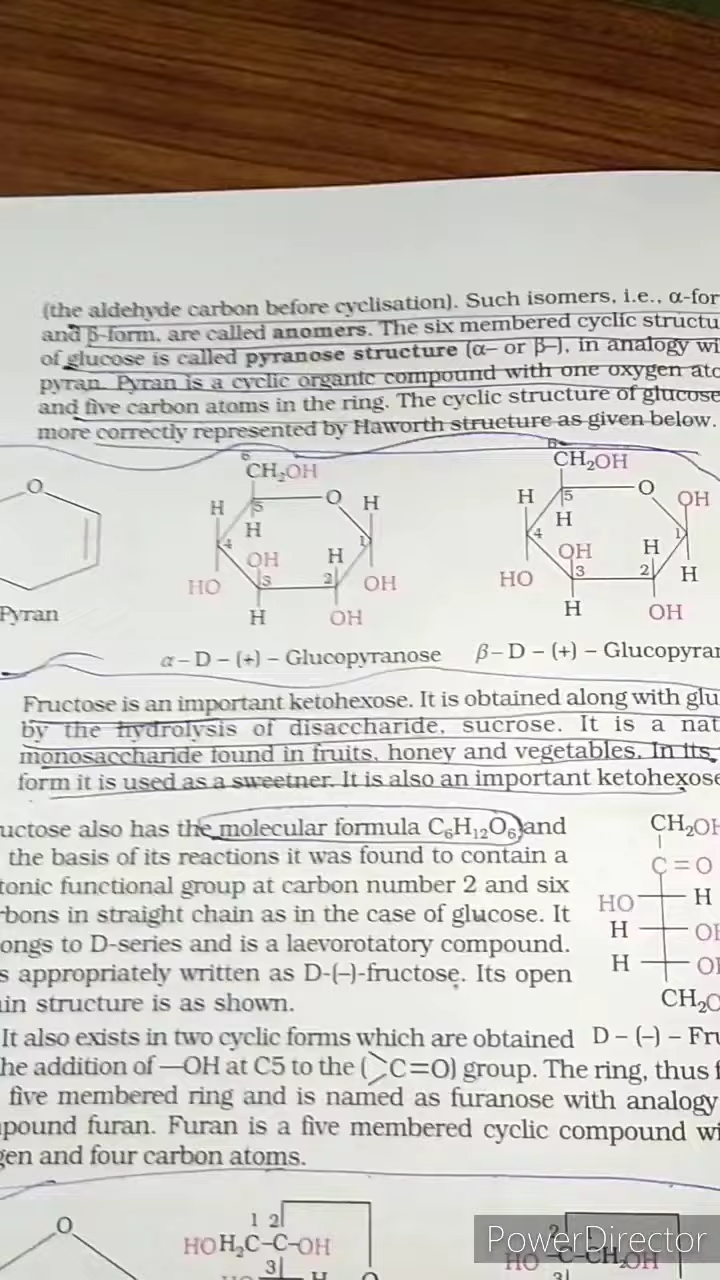 (the aldehyde carbon before cyclisation). Such isomers, i.e., α-for
and β-form, are called anomers. The six membered cyclic structu
of glucose is called pyranose structure (α– or β–), in analogy wi
pyran. Pyran is a cyclic organic compound with one oxygen ato
and five carbon atoms in the ring. The cyclic structure of glucose
more correctly represented by Haworth structure as given below.
6 6
CH₂OH CH₂OH
O H 5 O H H 5 O OH
H H
4 OH H 1 4 OH H 1
HO 3 2 OH HO 3 2 H
H OH H OH
Pyran
α – D – (+) – Glucopyranose β – D – (+) – Glucopyra
Fructose is an important ketohexose. It is obtained along with glu
by the hydrolysis of disaccharide, sucrose. It is a nat
monosaccharide found in fruits, honey and vegetables. In its
form it is used as a sweetner. It is also an important ketohexose
uctose also has the molecular formula C₆H₁₂O₆ and
the basis of its reactions it was found to contain a
tonic functional group at carbon number 2 and six
rbons in straight chain as in the case of glucose. It
ongs to D-series and is a laevorotatory compound.
s appropriately written as D-(–)-fructose. Its open
in structure is as shown.
CH₂OH
C=O
HO H
H OH
H OH
CH₂O
D – (–) – Fru
It also exists in two cyclic forms which are obtained
he addition of —OH at C5 to the (>C=O) group. The ring, thus f
five membered ring and is named as furanose with analogy
pound furan. Furan is a five membered cyclic compound wi
gen and four carbon atoms.
O
1 2
HOH₂C–C–OH
3 H
2 1
HO–C–CH₂OH
3
PowerDirector